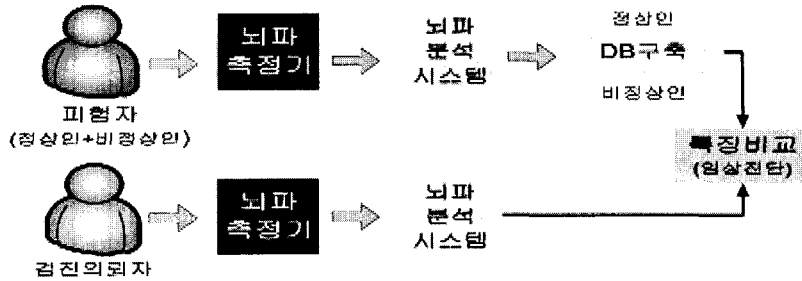 뇌파
측정기
뇌파
분석
시스템
정상인
DB구축
비정상인
피험자
(정상인+비정상인)
특징비교
(임상진단)
뇌파
측정기
뇌파
분석
시스템
검진의뢰자